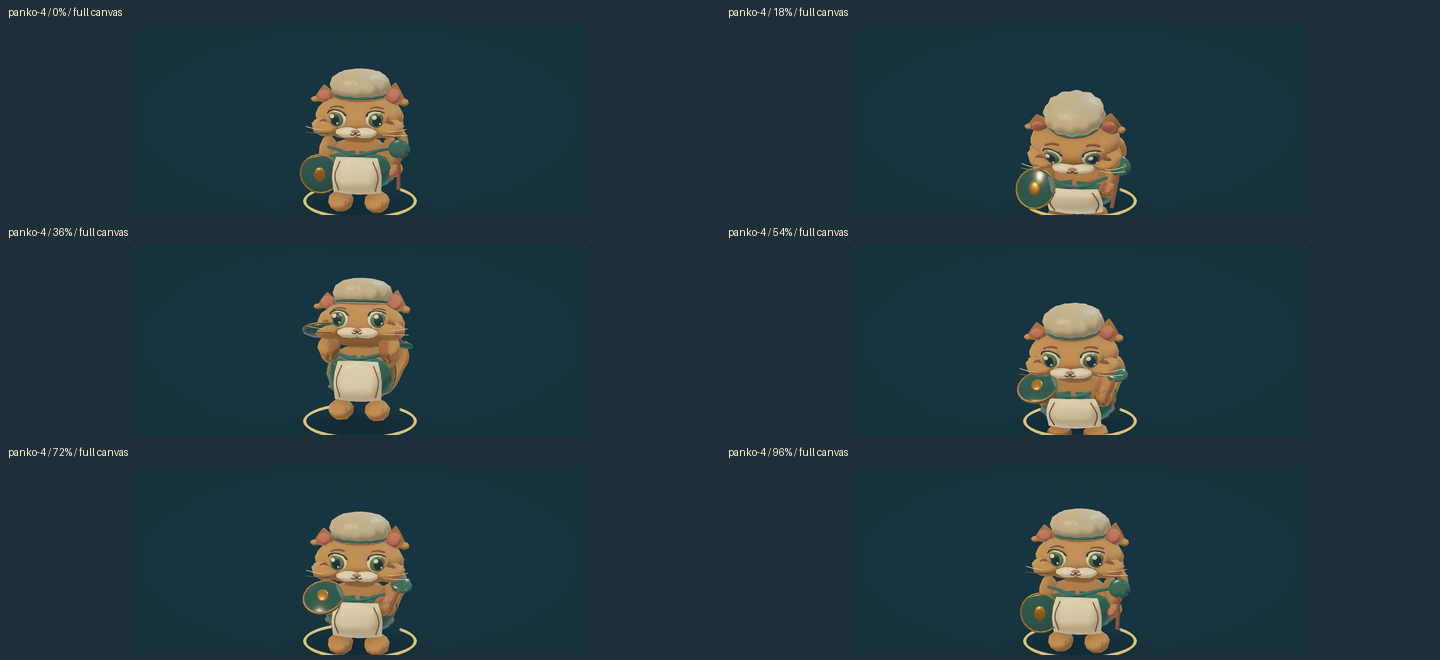 panko-4 / 0% / full canvas
panko-4 / 18% / full canvas
panko-4 / 36% / full canvas
panko-4 / 54% / full canvas
panko-4 / 72% / full canvas
panko-4 / 96% / full canvas